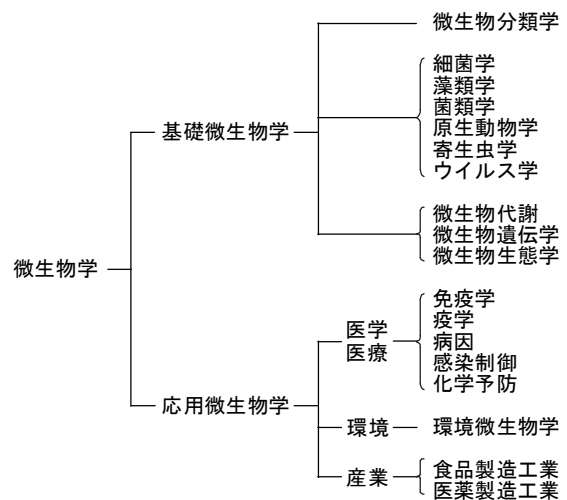 微生物学
基礎微生物学
微生物分類学
細菌学
藻類学
菌類学
原生動物学
寄生虫学
ウイルス学
微生物代謝
微生物遺伝学
微生物生態学
応用微生物学
医学
医療
免疫学
疫学
病因
感染制御
化学予防
環境
環境微生物学
産業
食品製造工業
医薬製造工業